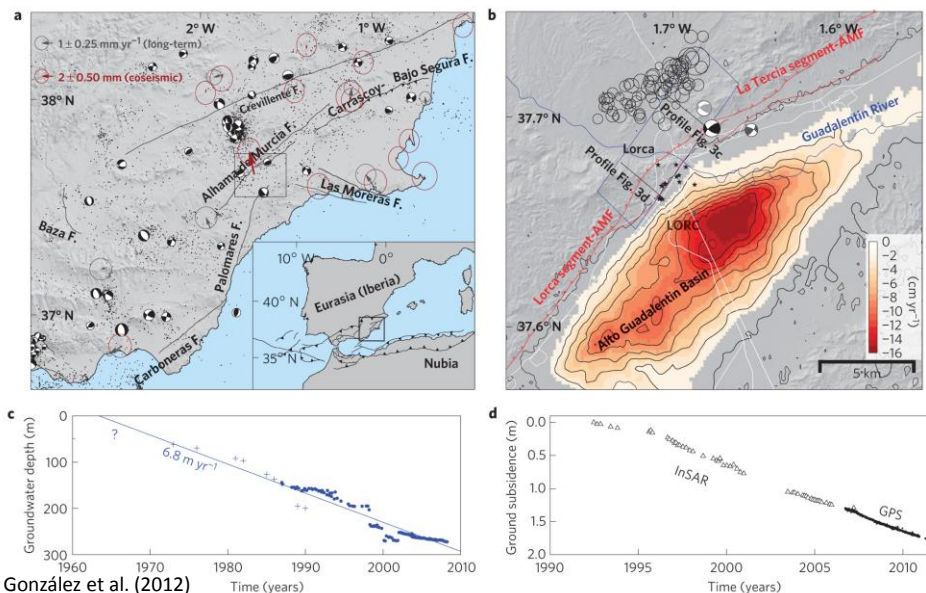 a
2° W
1° W
1 ± 0.25 mm yr⁻¹ (long-term)
2 ± 0.50 mm (coseismic)
38° N
Crevillente F.
Carrascoy
Bajo Segura F.
Alhama de Murcia F.
Las Moreras F.
Baza F.
Palomares F.
37° N
Carboneras F.
10° W
0°
40° N
Eurasia (Iberia)
35° N
Nubia
b
1.7° W
1.6° W
La Tercia segment-AMF
37.7° N
Guadalentin River
Lorca
Profile Fig. 3c
Profile Fig. 3d
LORC
Lorca segment-AMF
Alto Guadalentin Basin
37.6° N
0
−2
−4
−6
−8
−10
−12
−14
−16
(cm yr⁻¹)
5 km
c
Groundwater depth (m)
0
100
200
300
?
6.8 m yr⁻¹
1960
1970
1980
1990
2000
2010
Time (years)
d
Ground subsidence (m)
0.0
0.5
1.0
1.5
2.0
InSAR
GPS
1990
1995
2000
2005
2010
Time (years)
González et al. (2012)